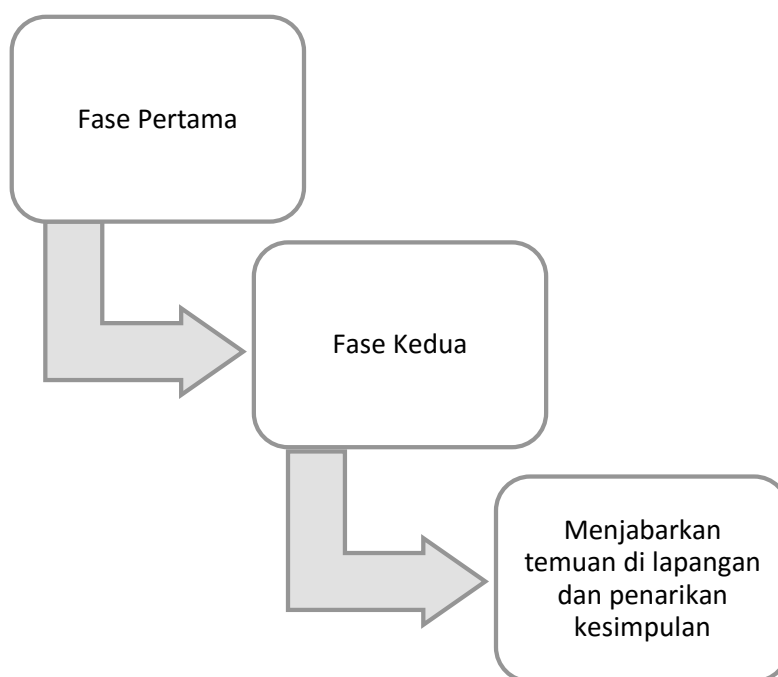 Fase Pertama
Fase Kedua
Menjabarkan
temuan di lapangan
dan penarikan
kesimpulan